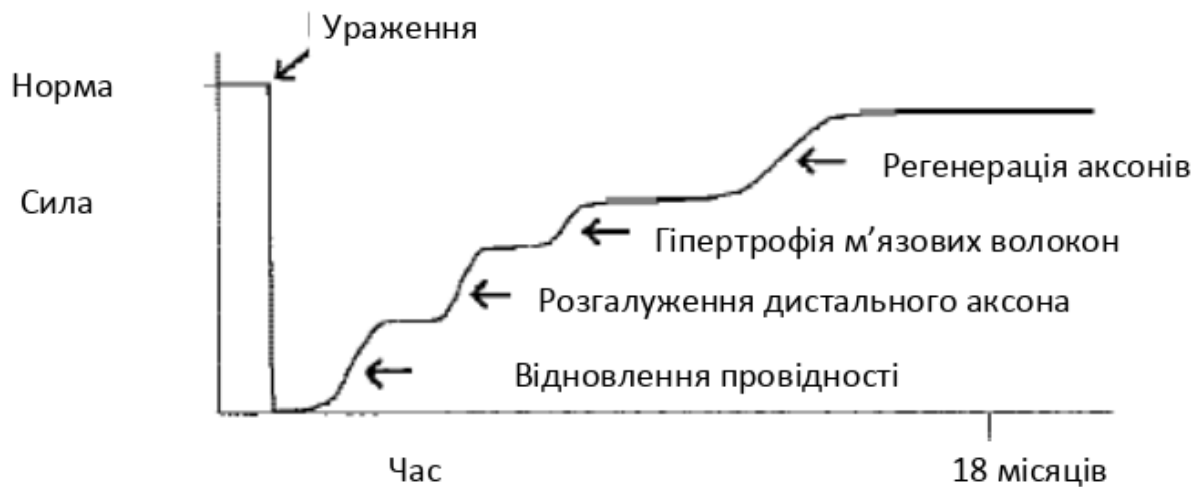 Ураження
Норма
Регенерація аксонів
Сила
Гіпертрофія м’язових волокон
Розгалуження дистального аксона
Відновлення провідності
Час
18 місяців